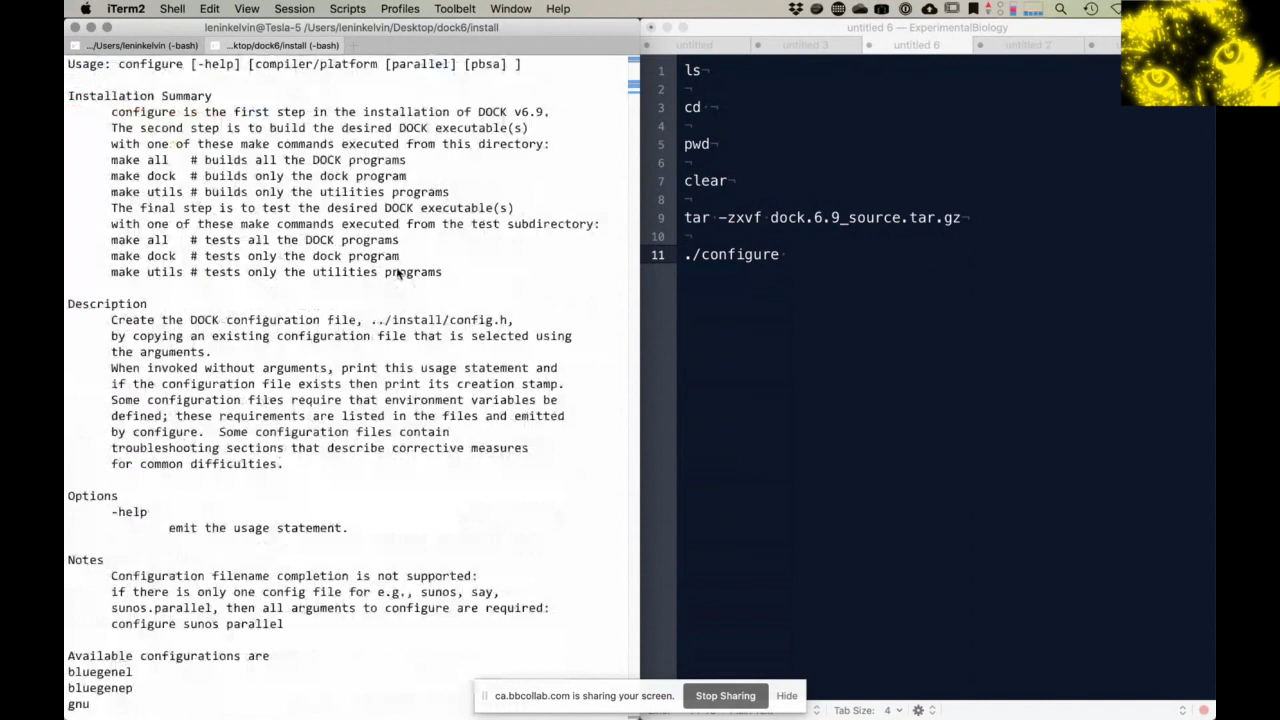 iTerm2 Shell Edit View Session Scripts Profiles Toolbelt Window Help
leninkelvin@Tesla-5 /Users/leninkelvin/Desktop/dock6/install
.../Users/leninkelvin (-bash) ...ktop/dock6/install (-bash)
Usage: configure [-help] [compiler/platform [parallel] [pbsa] ]
Installation Summary
configure is the first step in the installation of DOCK v6.9.
The second step is to build the desired DOCK executable(s)
with one of these make commands executed from this directory:
make all # builds all the DOCK programs
make dock # builds only the dock program
make utils # builds only the utilities programs
The final step is to test the desired DOCK executable(s)
with one of these make commands executed from the test subdirectory:
make all # tests all the DOCK programs
make dock # tests only the dock program
make utils # tests only the utilities programs
Description
Create the DOCK configuration file, ../install/config.h,
by copying an existing configuration file that is selected using
the arguments.
When invoked without arguments, print this usage statement and
if the configuration file exists then print its creation stamp.
Some configuration files require that environment variables be
defined; these requirements are listed in the files and emitted
by configure. Some configuration files contain
troubleshooting sections that describe corrective measures
for common difficulties.
Options
-help
emit the usage statement.
Notes
Configuration filename completion is not supported:
if there is only one config file for e.g., sunos, say,
sunos.parallel, then all arguments to configure are required:
configure sunos parallel
Available configurations are
bluegenel
bluegenep
gnu
untitled 6 — ExperimentalBiology
untitled untitled 3 untitled 6 untitled 2
1 ls¬
2 ¬
3 cd ·¬
4 ¬
5 pwd¬
6 ¬
7 clear¬
8 ¬
9 tar -zxvf dock.6.9_source.tar.gz¬
10 ¬
11 ./configure
ca.bbcollab.com is sharing your screen. Stop Sharing Hide
Tab Size: 4